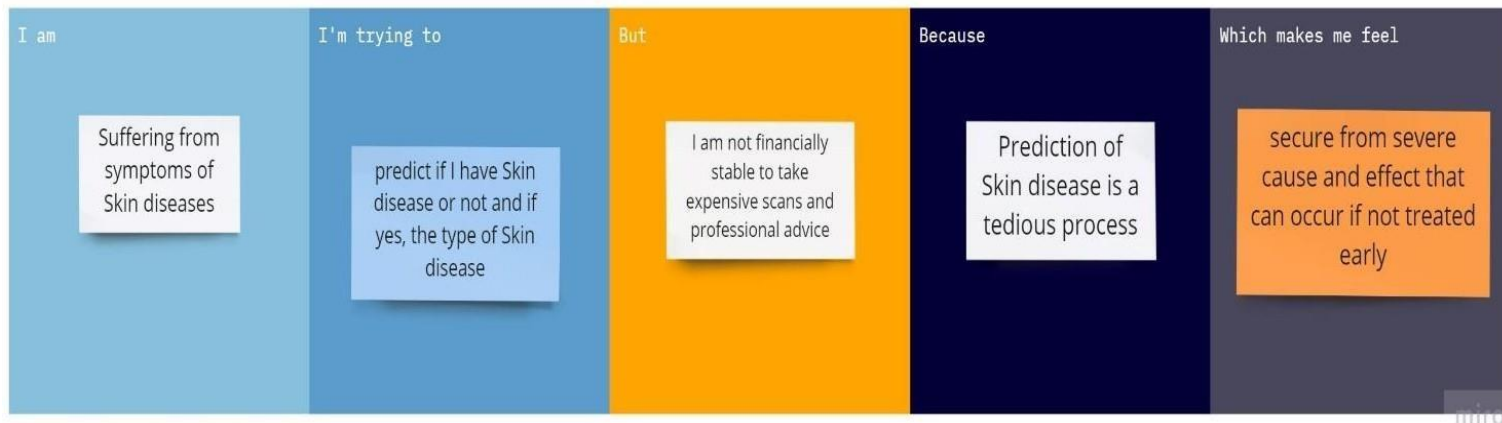 I am
Suffering from
symptoms of
Skin diseases
I'm trying to
predict if I have Skin
disease or not and if
yes, the type of Skin
disease
But
I am not financially
stable to take
expensive scans and
professional advice
Because
Prediction of
Skin disease is a
tedious process
Which makes me feel
secure from severe
cause and effect that
can occur if not treated
early
miro